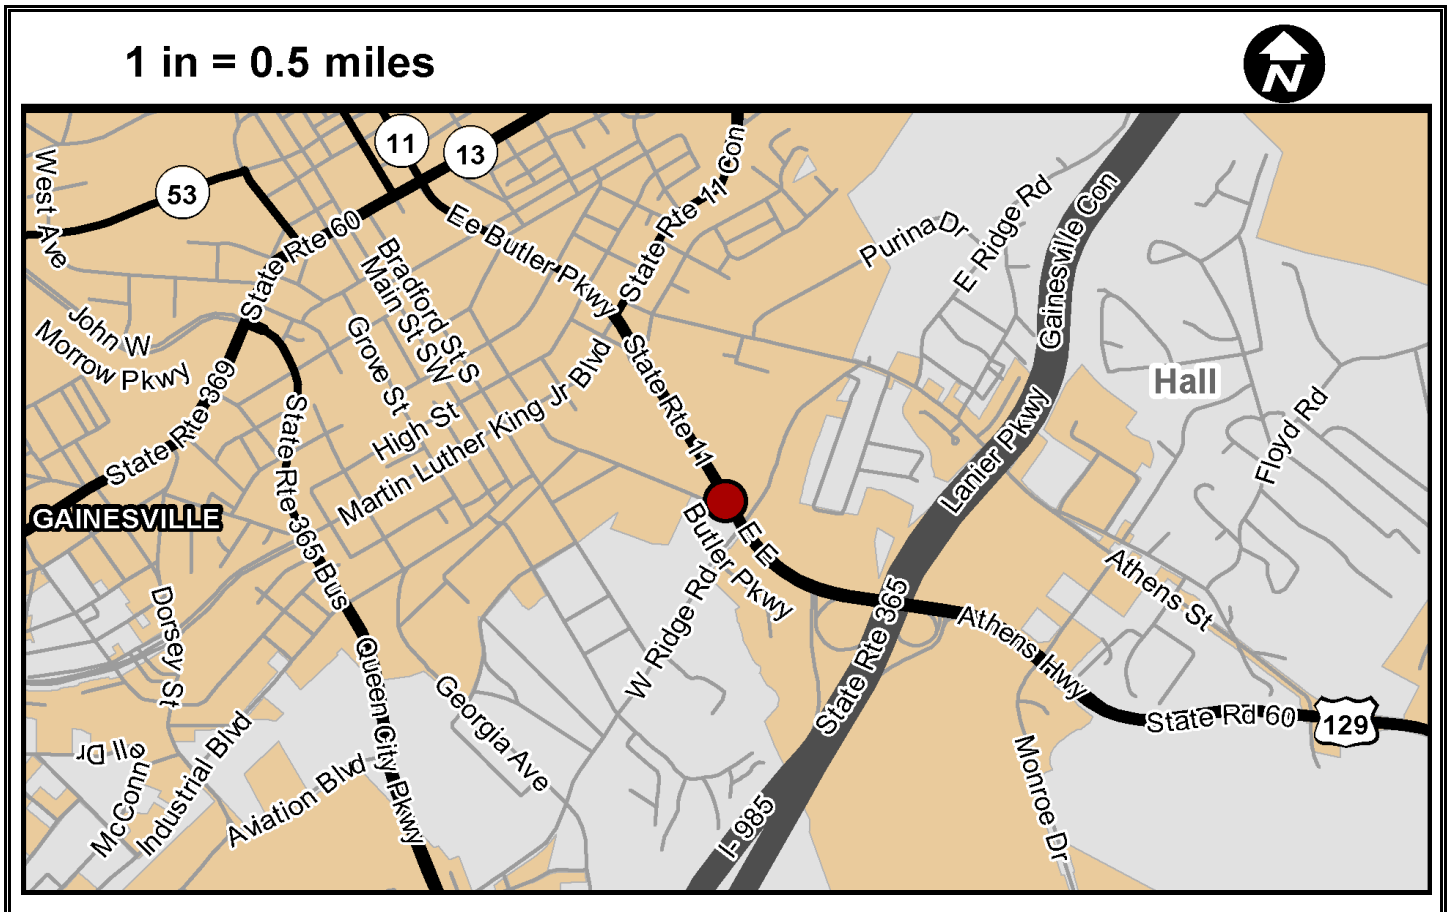 1 in = 0.5 miles
N
11
13
53
West Ave
State Rte 60
Ee Butler Pkwy
State Rte 11 Con
Purina Dr
E Ridge Rd
Gainesville Con
Bradford St S
Main St SW
Grove St
High St
Martin Luther King Jr Blvd
John W
Morrow Pkwy
State Rte 369
State Rte 11
Hall
Lanier Pkwy
Floyd Rd
GAINESVILLE
State Rte 365 Bus
E E
Butler Pkwy
W Ridge Rd
State Rte 365
Athens St
Athens Hwy
State Rd 60
129
Dorsey St
Queen City Pkwy
Georgia Ave
McConne
ell Dr
Industrial Blvd
Aviation Blvd
I- 985
Monroe Dr